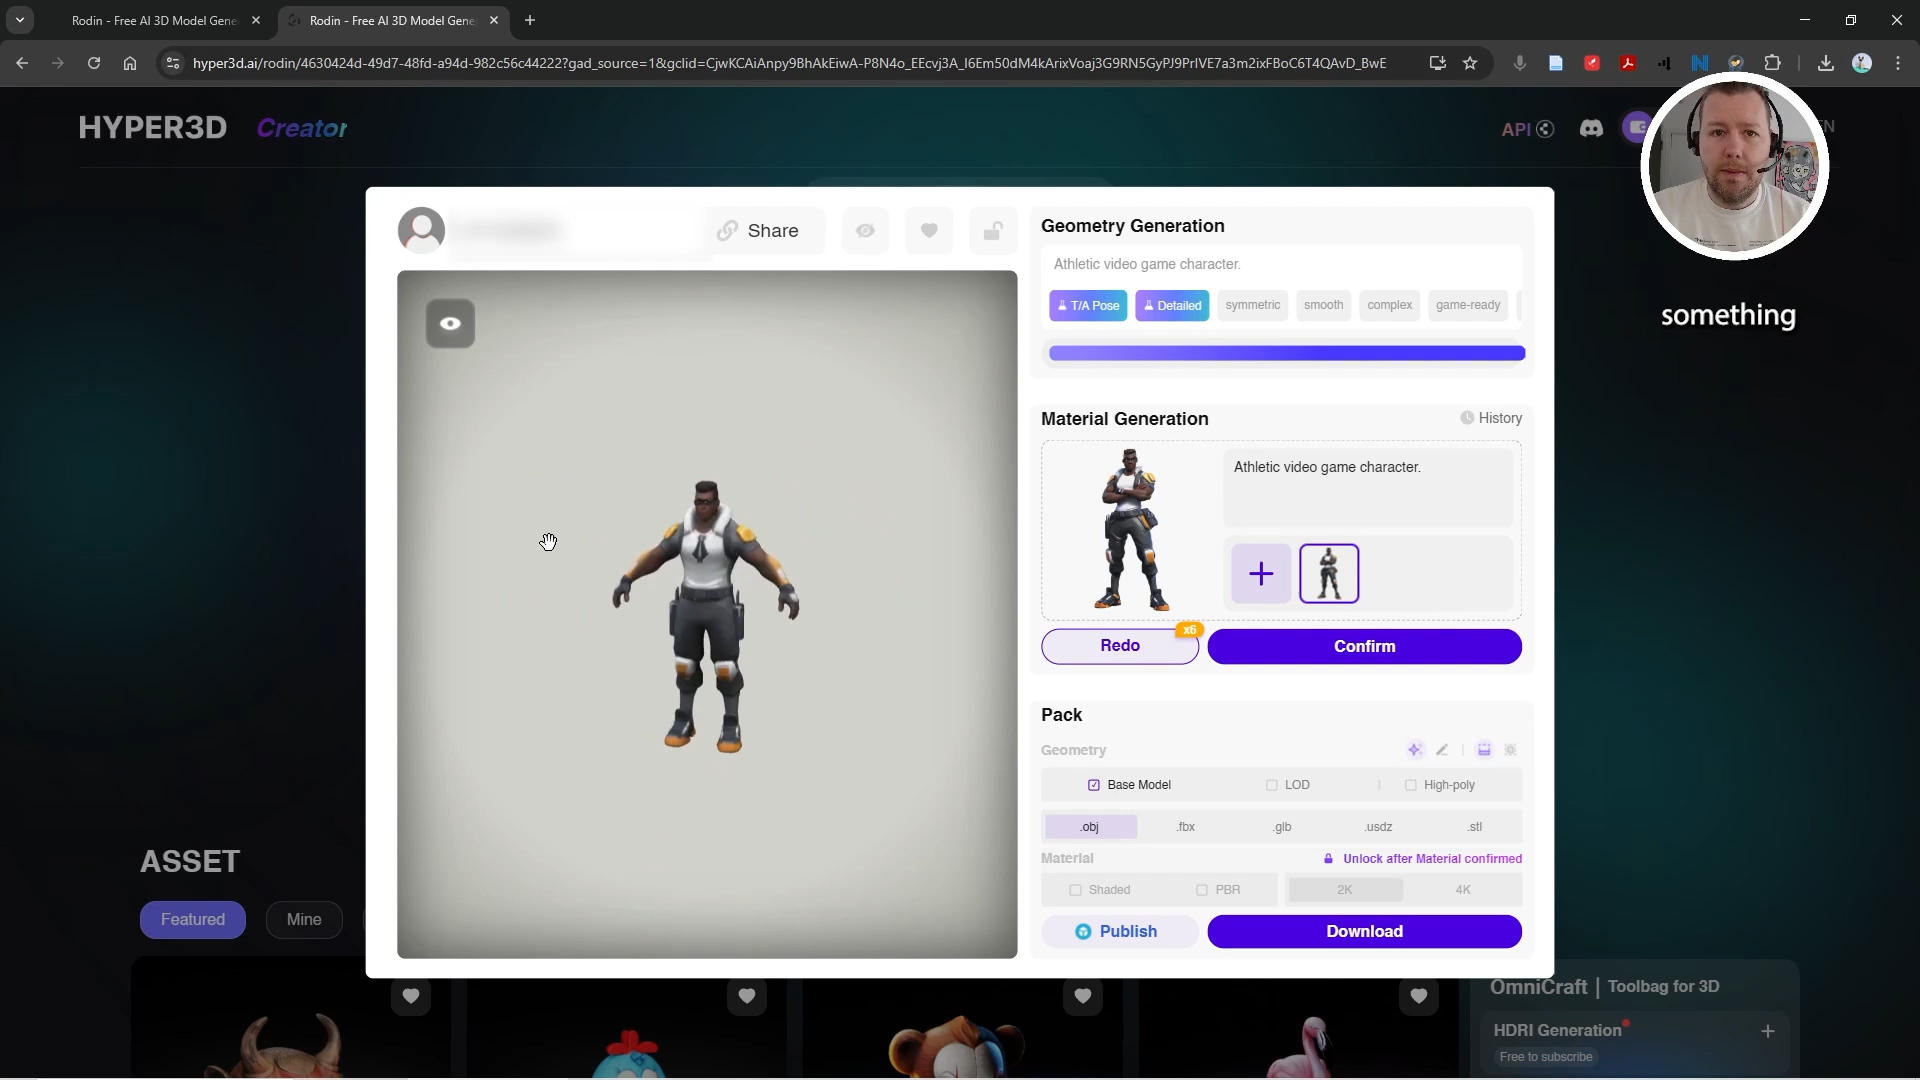 Rodin - Free AI 3D Model Gene
Rodin - Free AI 3D Model Gene
hyper3d.ai/rodin/4630424d-49d7-48fd-a94d-982c56c44222?gad_source=1&gclid=CjwKCAiAnpy9BhAkEiwA-P8N4o_EEcvj3A_I6Em50dM4kArixVoaj3G9RN5GyPJ9PrIVE7a3m2ixFBoC6T4QAvD_BwE
HYPER3D Creator
API
EN
Share
Geometry Generation
Athletic video game character.
T/A Pose
Detailed
symmetric
smooth
complex
game-ready
something
Material Generation
History
Athletic video game character.
x6
Redo
Confirm
Pack
Geometry
Base Model
LOD
High-poly
.obj
.fbx
.glb
.usdz
.stl
Material
Unlock after Material confirmed
Shaded
PBR
2K
4K
Publish
Download
ASSET
Featured
Mine
OmniCraft | Toolbag for 3D
HDRI Generation
Free to subscribe